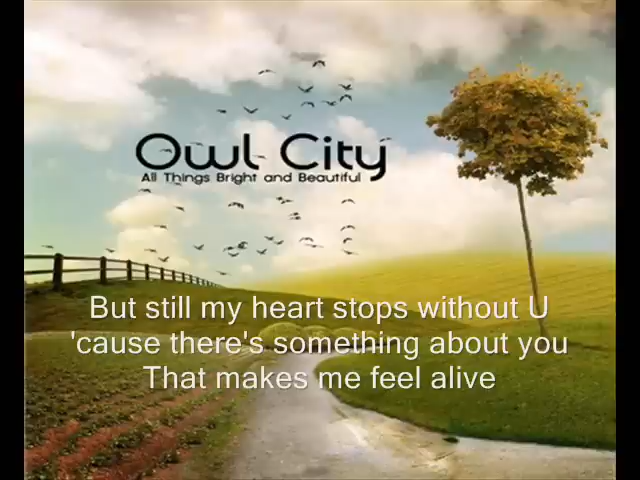 Owl City
All Things Bright and Beautiful
But still my heart stops without U
'cause there's something about you
That makes me feel alive